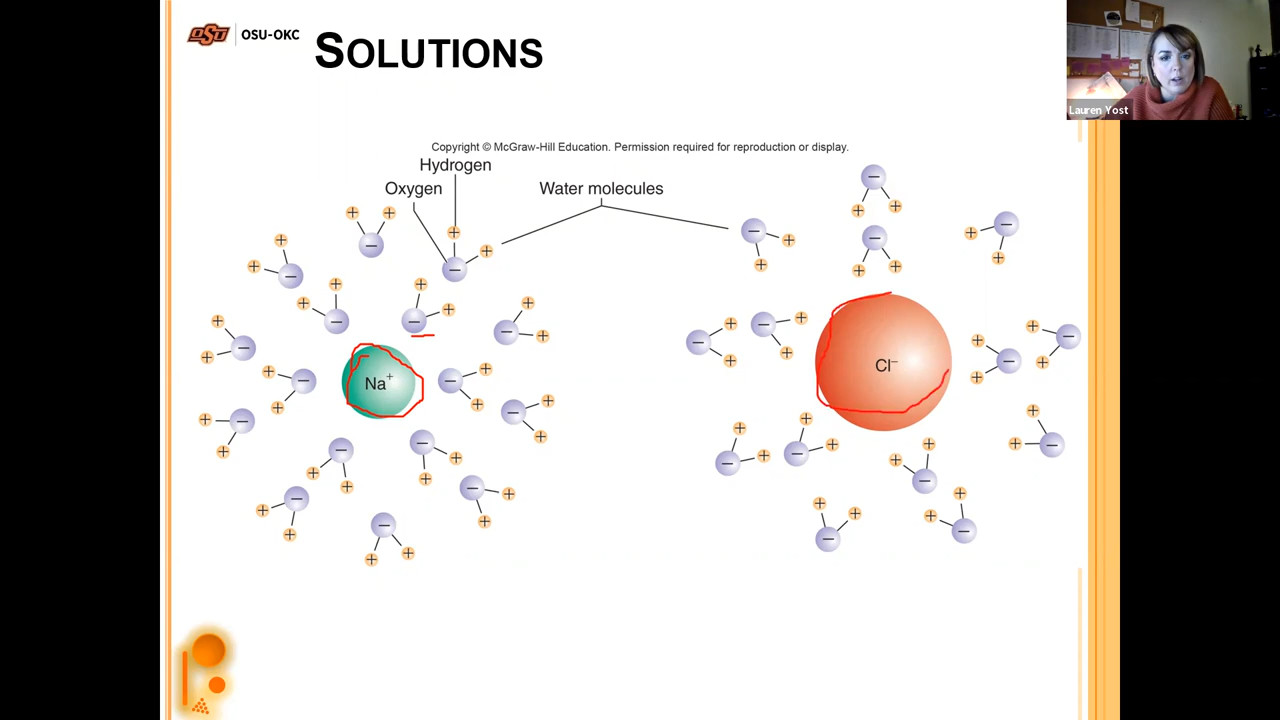 OSU OSU-OKC
SOLUTIONS
Lauren Yost
Copyright © McGraw-Hill Education. Permission required for reproduction or display.
Hydrogen
Oxygen
Water molecules
Na+
Cl−